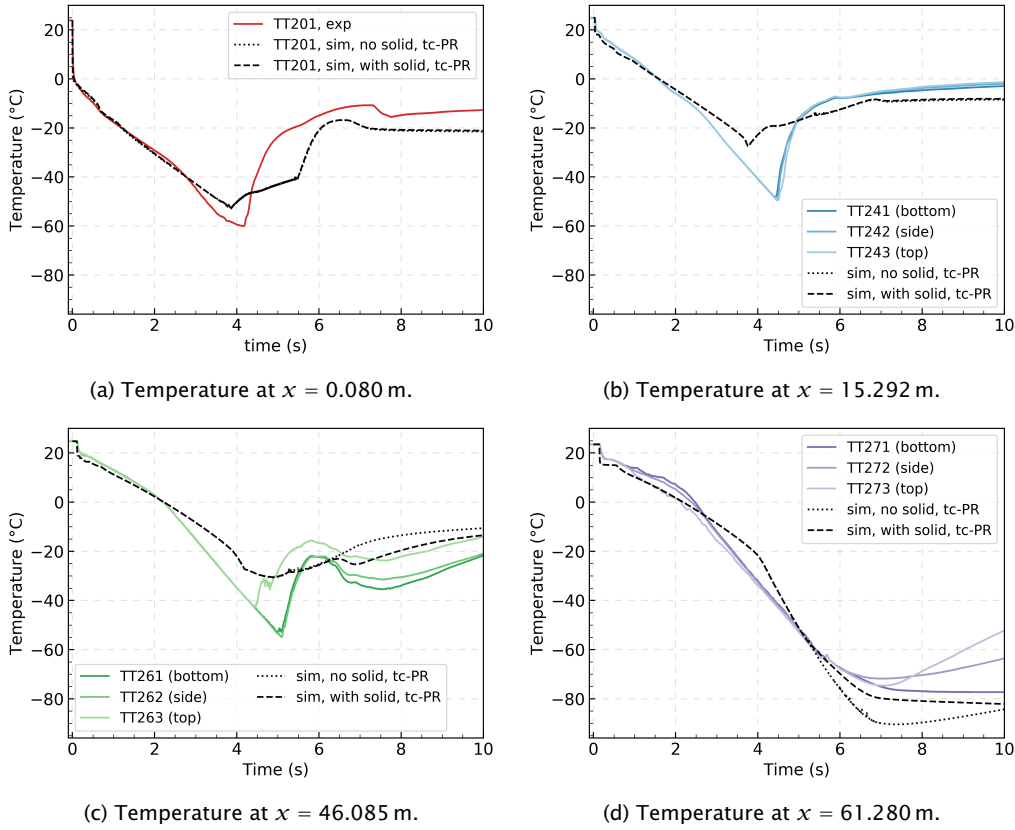 TT201, exp
TT201, sim, no solid, tc-PR
TT201, sim, with solid, tc-PR
20
0
−20
−40
−60
−80
Temperature (°C)
0 2 4 6 8 10
time (s)
(a) Temperature at x = 0.080 m.
20
0
−20
−40
−60
−80
Temperature (°C)
TT241 (bottom)
TT242 (side)
TT243 (top)
sim, no solid, tc-PR
sim, with solid, tc-PR
0 2 4 6 8 10
Time (s)
(b) Temperature at x = 15.292 m.
20
0
−20
−40
−60
−80
Temperature (°C)
TT261 (bottom)
TT262 (side)
TT263 (top)
sim, no solid, tc-PR
sim, with solid, tc-PR
0 2 4 6 8 10
Time (s)
(c) Temperature at x = 46.085 m.
TT271 (bottom)
TT272 (side)
TT273 (top)
sim, no solid, tc-PR
sim, with solid, tc-PR
20
0
−20
−40
−60
−80
Temperature (°C)
0 2 4 6 8 10
Time (s)
(d) Temperature at x = 61.280 m.